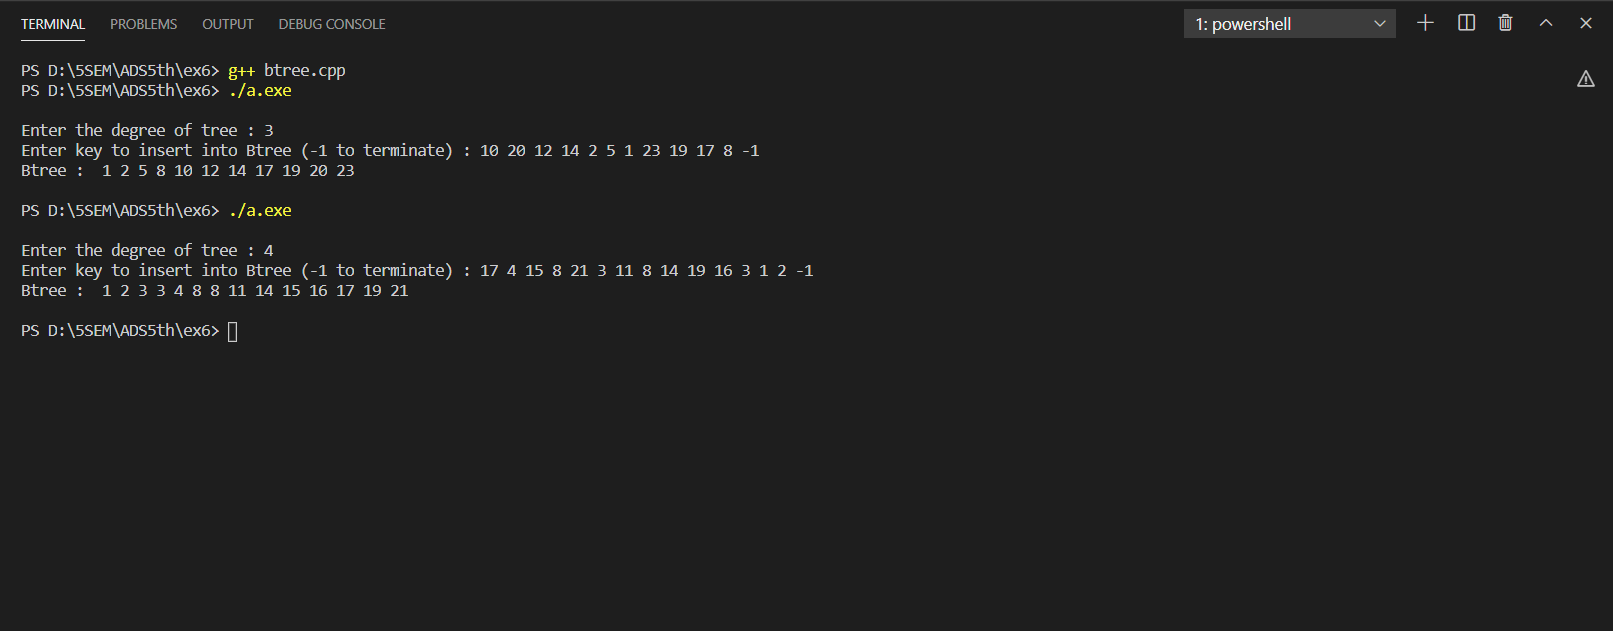 TERMINAL PROBLEMS OUTPUT DEBUG CONSOLE 1: powershell
PS D:\5SEM\ADS5th\ex6> g++ btree.cpp
PS D:\5SEM\ADS5th\ex6> ./a.exe
Enter the degree of tree : 3
Enter key to insert into Btree (-1 to terminate) : 10 20 12 14 2 5 1 23 19 17 8 -1
Btree :  1 2 5 8 10 12 14 17 19 20 23
PS D:\5SEM\ADS5th\ex6> ./a.exe
Enter the degree of tree : 4
Enter key to insert into Btree (-1 to terminate) : 17 4 15 8 21 3 11 8 14 19 16 3 1 2 -1
Btree :  1 2 3 3 4 8 8 11 14 15 16 17 19 21
PS D:\5SEM\ADS5th\ex6>